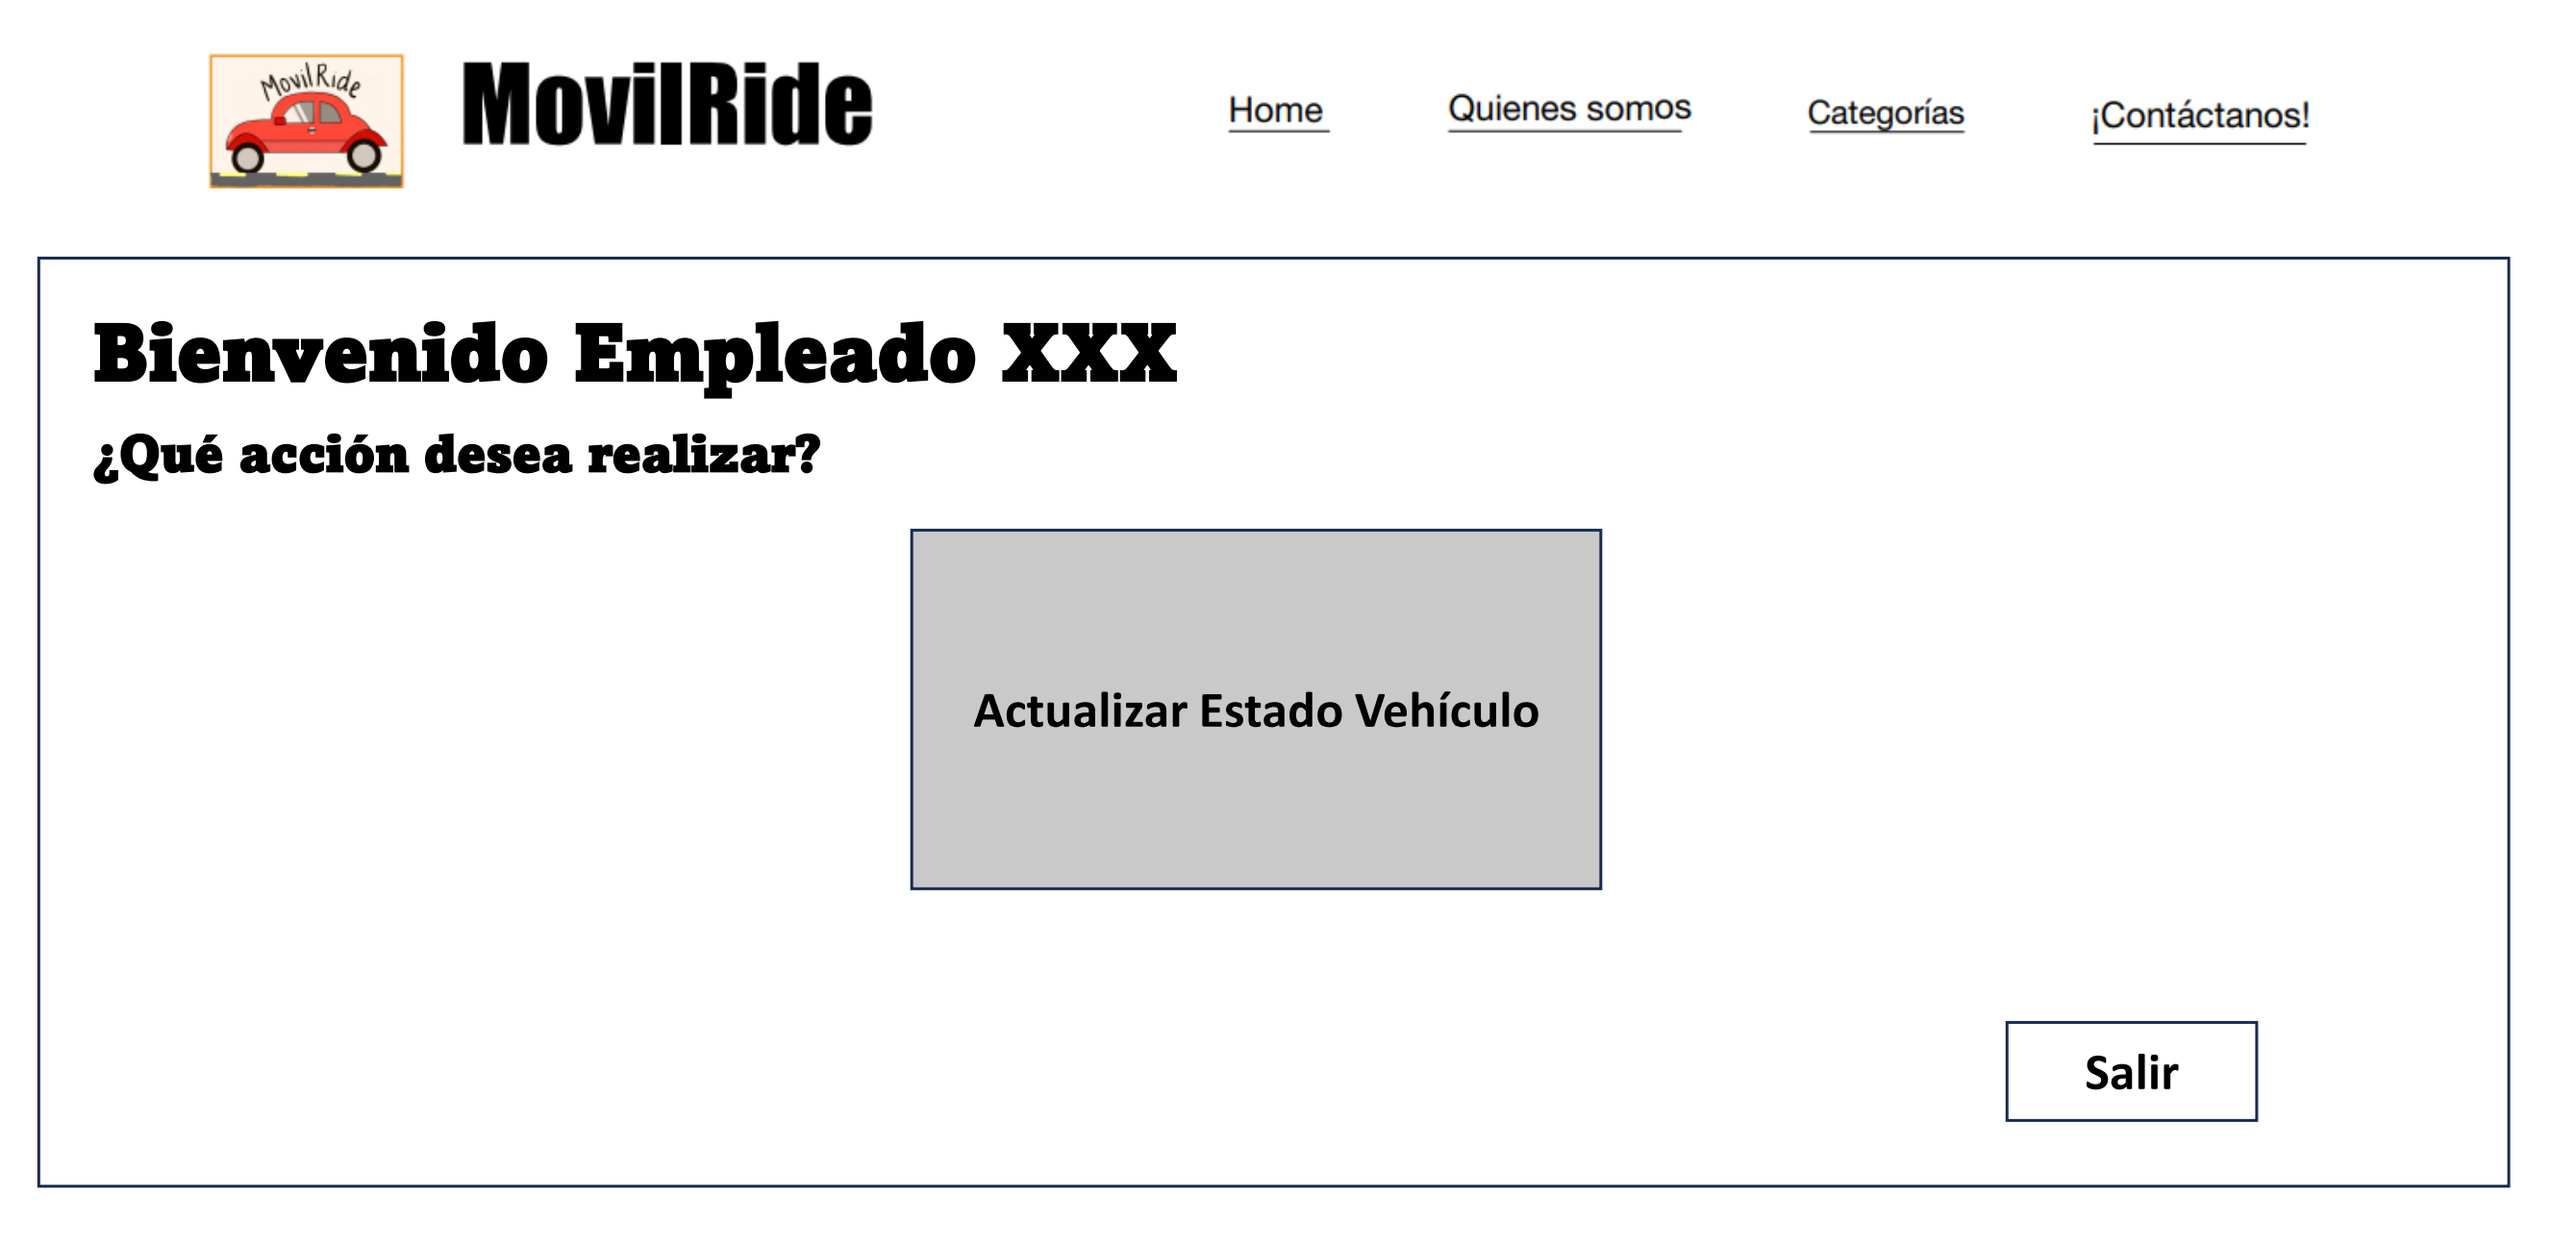 MovilRide
MovilRide
Home
Quienes somos
Categorías
¡Contáctanos!
Bienvenido Empleado XXX
¿Qué acción desea realizar?
Actualizar Estado Vehículo
Salir